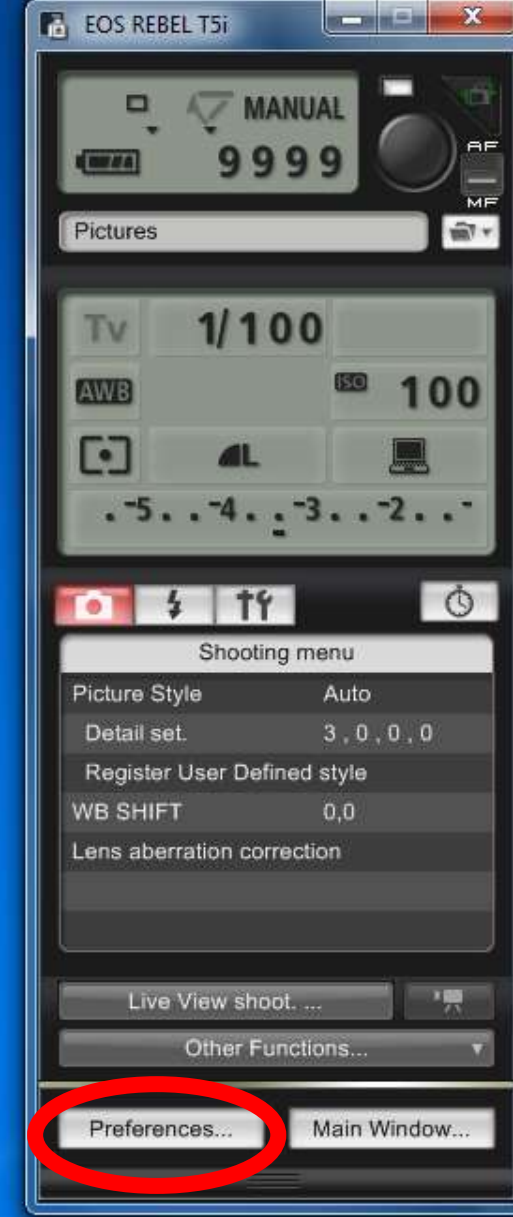 EOS REBEL T5i
MANUAL
9999
AF
MF
Pictures
Tv 1/100
AWB ISO 100
L
.-5..-4..-3..-2..-
Shooting menu
Picture Style Auto
Detail set. 3,0,0,0
Register User Defined style
WB SHIFT 0,0
Lens aberration correction
Live View shoot. ...
Other Functions...
Preferences... Main Window...